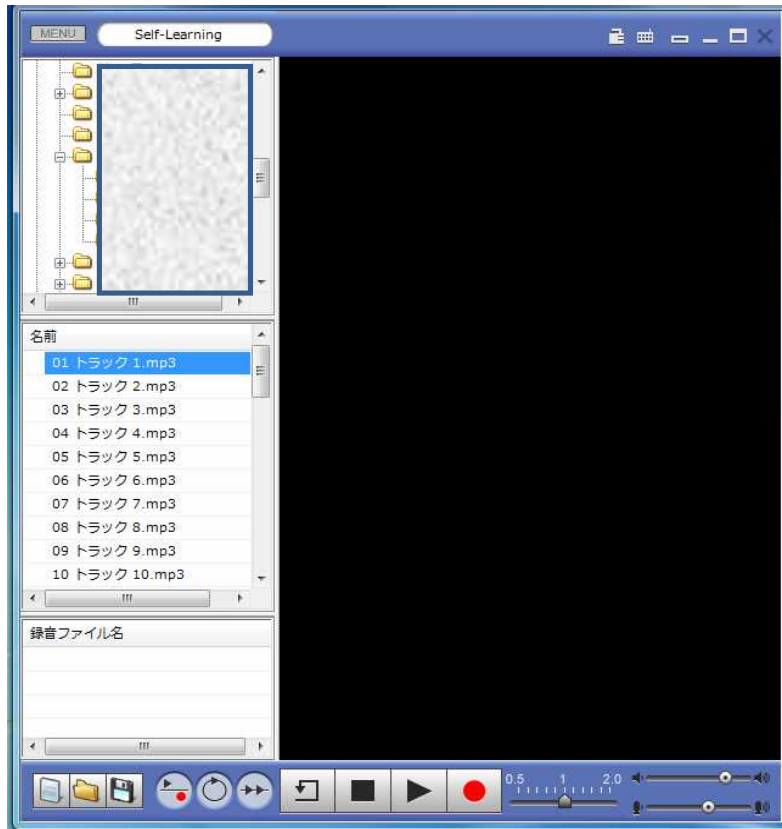 MENU
Self-Learning
名前
01 トラック 1.mp3
02 トラック 2.mp3
03 トラック 3.mp3
04 トラック 4.mp3
05 トラック 5.mp3
06 トラック 6.mp3
07 トラック 7.mp3
08 トラック 8.mp3
09 トラック 9.mp3
10 トラック 10.mp3
録音ファイル名
0.5 1 2.0